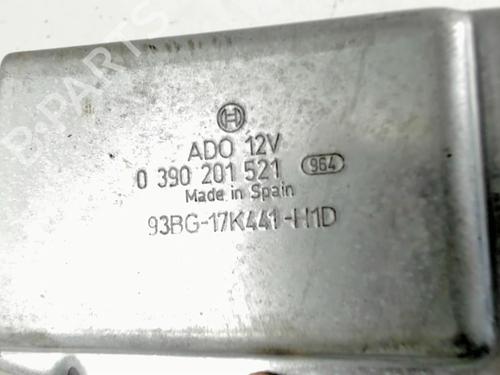 B-PARTS
ADO 12V
0 390 201 521 964
Made in Spain
93BG-17K441-H1D